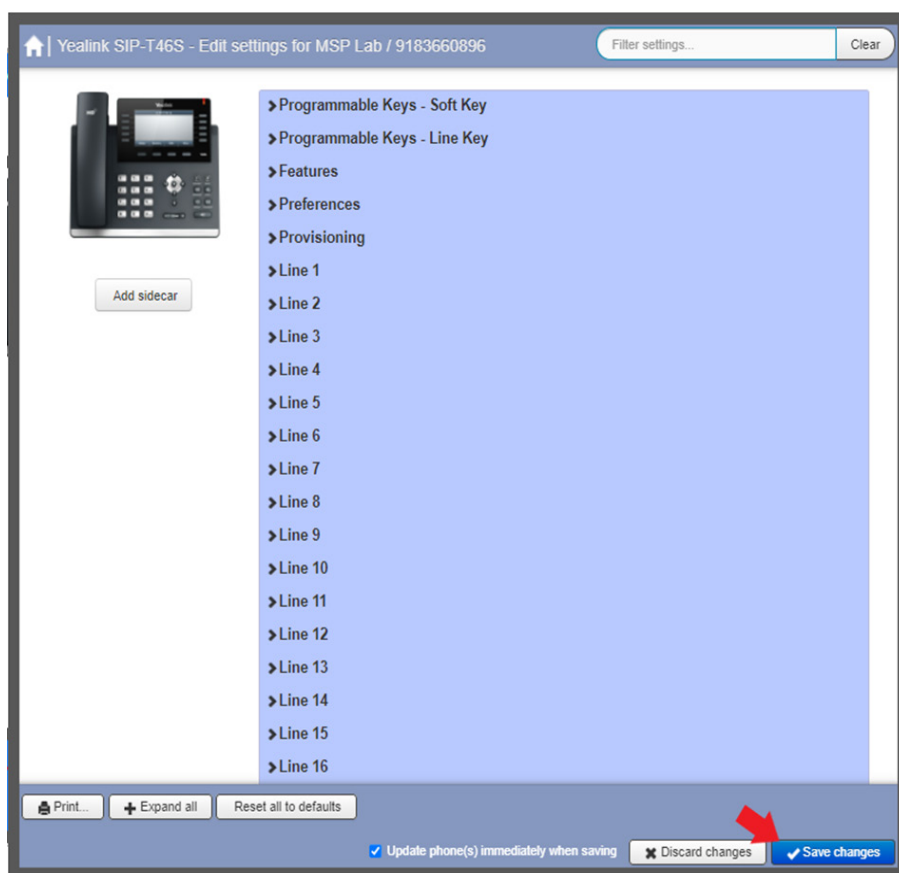 Yealink SIP-T46S - Edit settings for MSP Lab / 9183660896
Filter settings...
Clear
Programmable Keys - Soft Key
Programmable Keys - Line Key
Features
Preferences
Provisioning
Line 1
Line 2
Line 3
Line 4
Line 5
Line 6
Line 7
Line 8
Line 9
Line 10
Line 11
Line 12
Line 13
Line 14
Line 15
Line 16
Add sidecar
Print...
Expand all
Reset all to defaults
Update phone(s) immediately when saving
Discard changes
Save changes